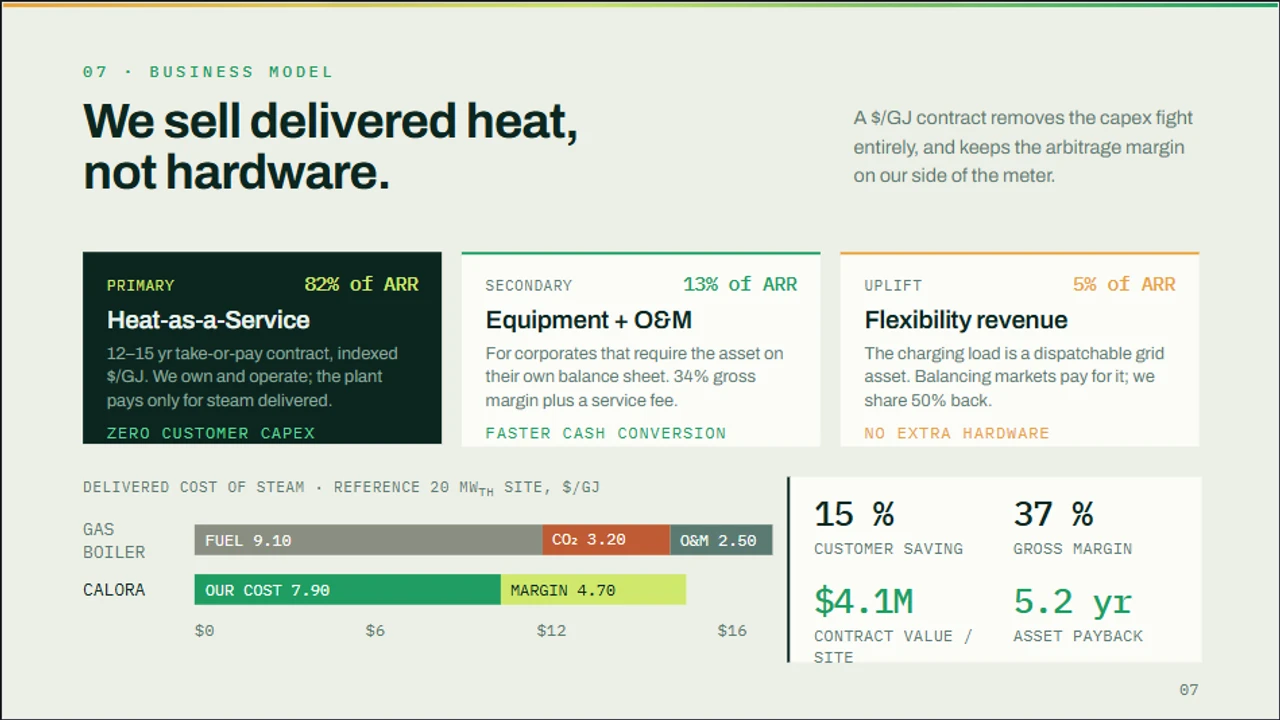 07 · BUSINESS MODEL
We sell delivered heat,
not hardware.
A $/GJ contract removes the capex fight
entirely, and keeps the arbitrage margin
on our side of the meter.
PRIMARY 82% of ARR
Heat-as-a-Service
12–15 yr take-or-pay contract, indexed
$/GJ. We own and operate; the plant
pays only for steam delivered.
ZERO CUSTOMER CAPEX
SECONDARY 13% of ARR
Equipment + O&M
For corporates that require the asset on
their own balance sheet. 34% gross
margin plus a service fee.
FASTER CASH CONVERSION
UPLIFT 5% of ARR
Flexibility revenue
The charging load is a dispatchable grid
asset. Balancing markets pay for it; we
share 50% back.
NO EXTRA HARDWARE
DELIVERED COST OF STEAM · REFERENCE 20 MWTH SITE, $/GJ
GAS
BOILER
FUEL 9.10 CO₂ 3.20 O&M 2.50
CALORA OUR COST 7.90 MARGIN 4.70
$0 $6 $12 $16
15 %
CUSTOMER SAVING
37 %
GROSS MARGIN
$4.1M
CONTRACT VALUE /
SITE
5.2 yr
ASSET PAYBACK
07